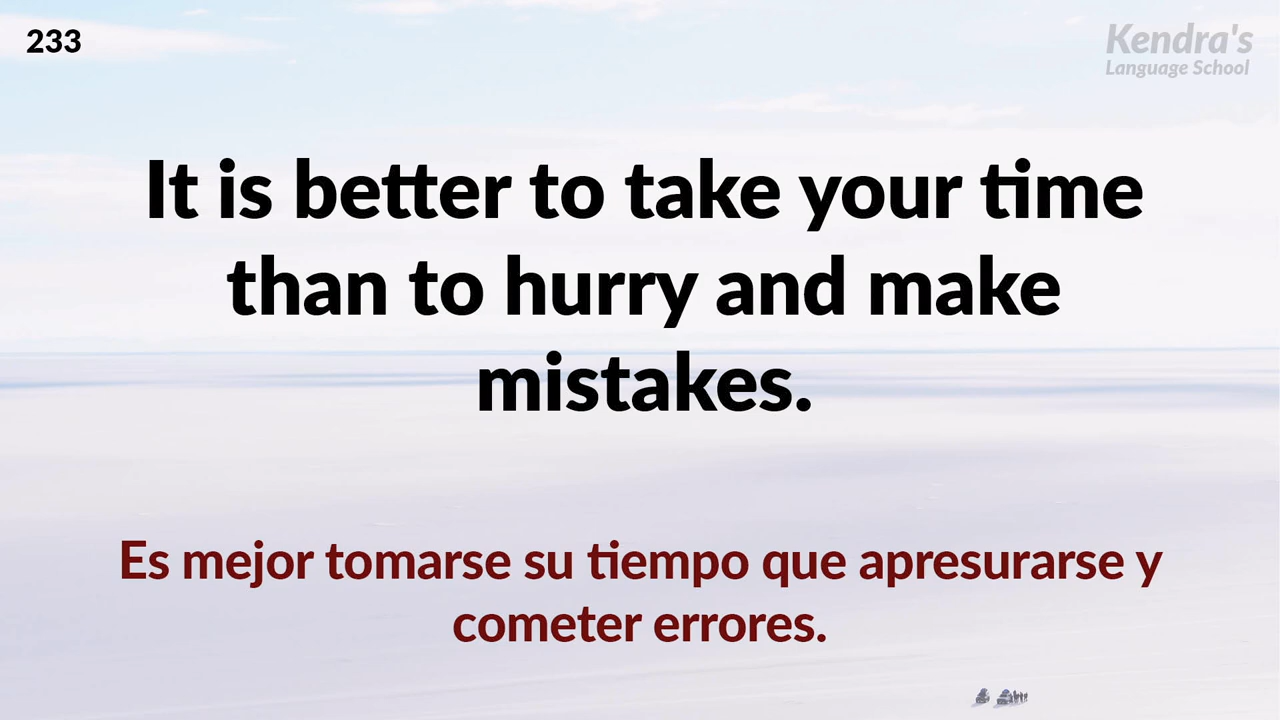 233
Kendra's
Language School
It is better to take your time
than to hurry and make
mistakes.
Es mejor tomarse su tiempo que apresurarse y
cometer errores.